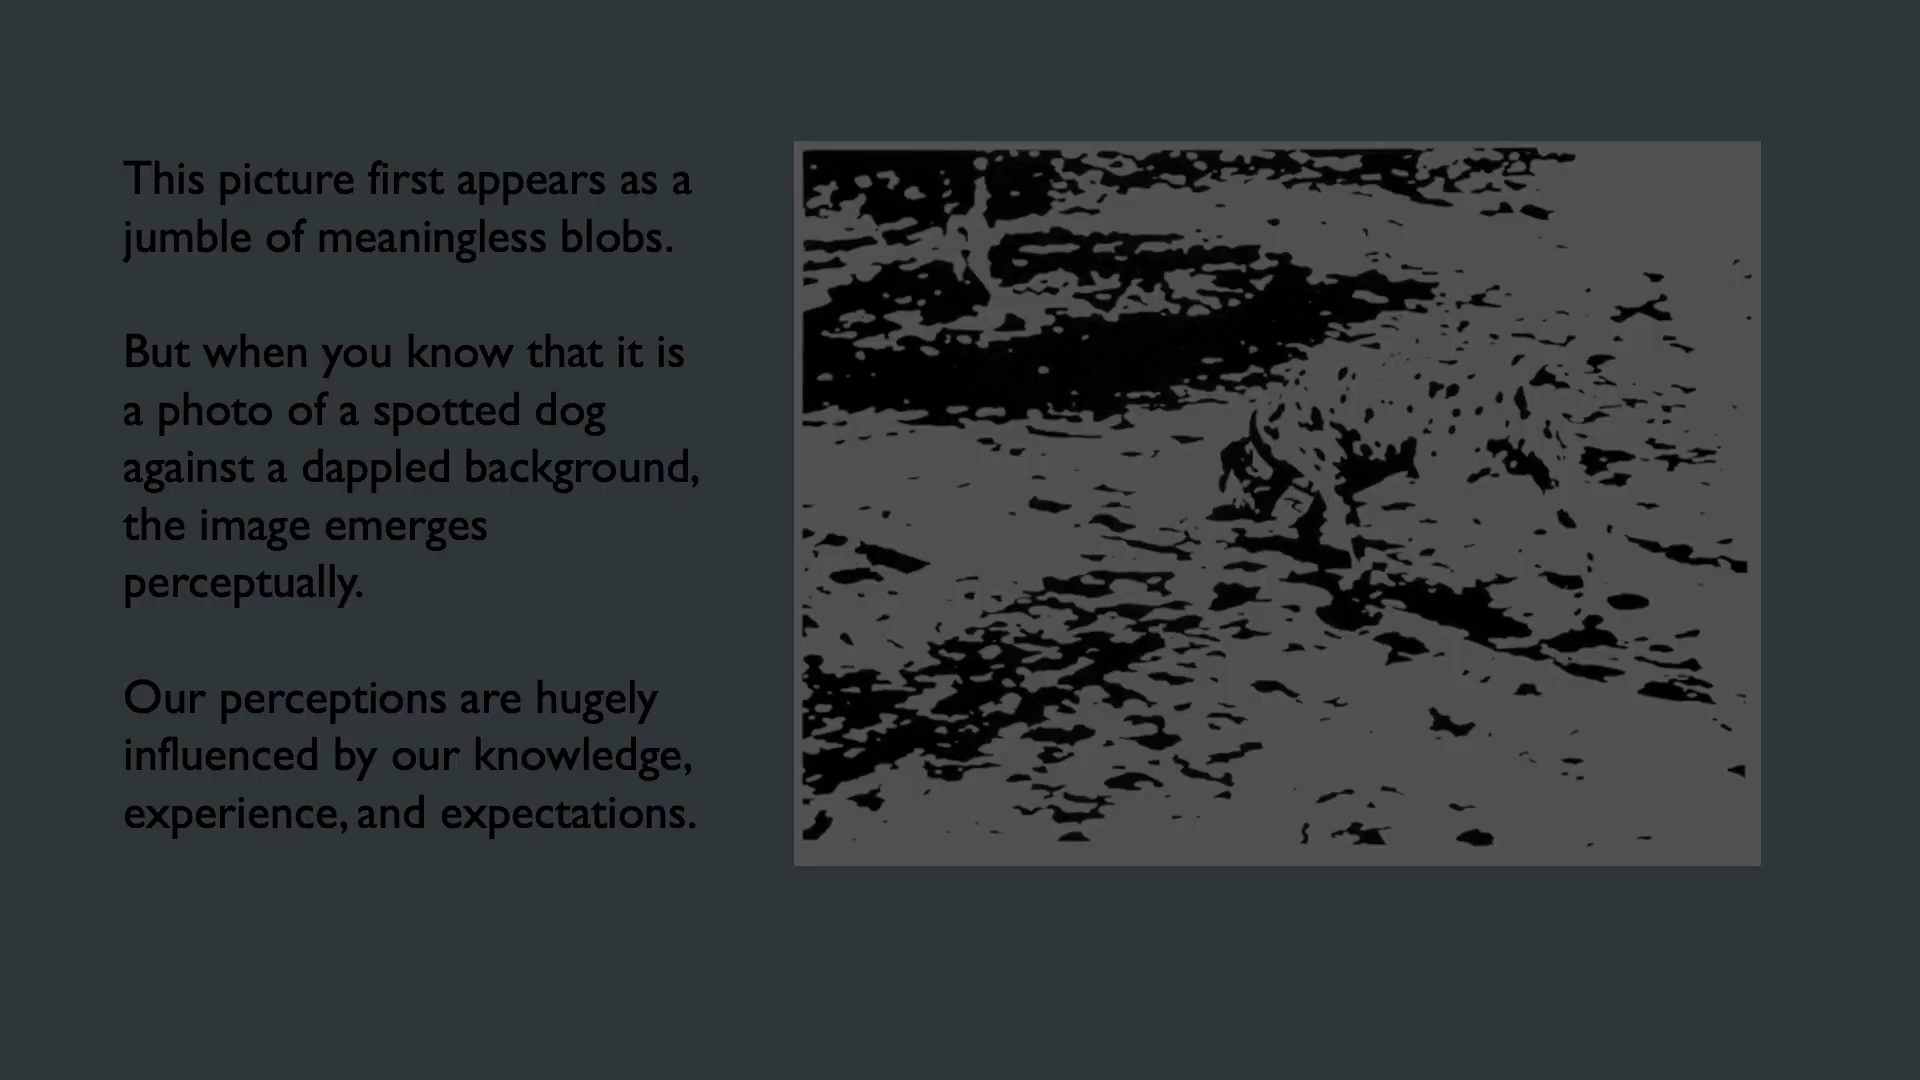 This picture first appears as a
jumble of meaningless blobs.
But when you know that it is
a photo of a spotted dog
against a dappled background,
the image emerges
perceptually.
Our perceptions are hugely
influenced by our knowledge,
experience, and expectations.